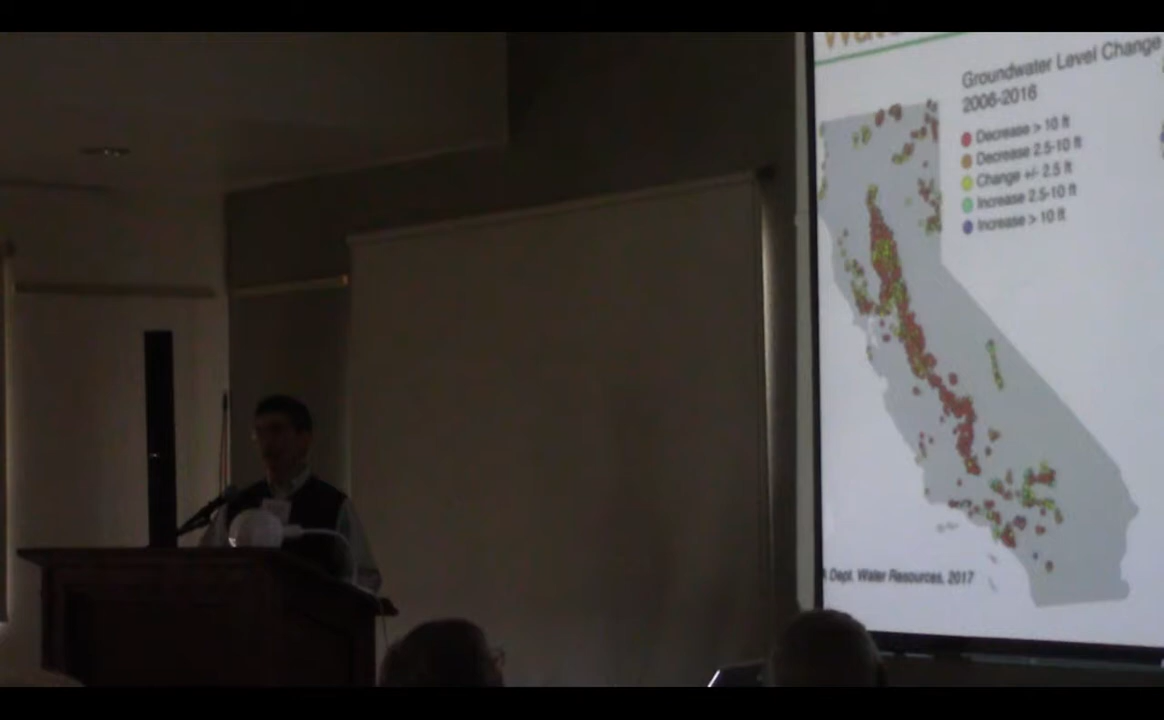 Groundwater Level Change
2006-2016
Decrease > 10 ft
Decrease 2.5-10 ft
Change +/- 2.5 ft
Increase 2.5-10 ft
Increase > 10 ft
Dept. Water Resources, 2017